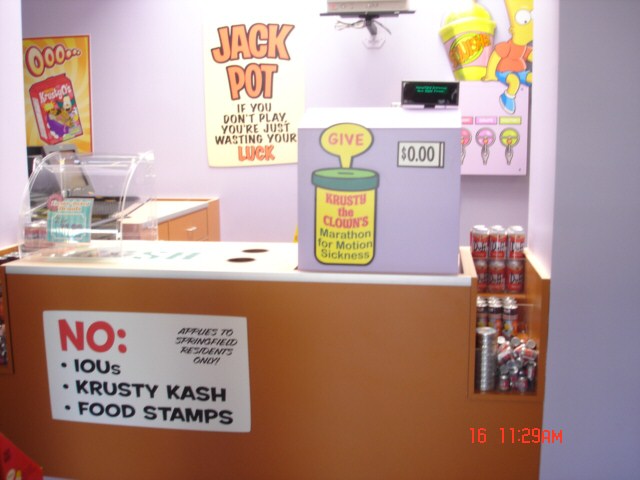 OOO...
KrustyO's
JACK
POT
IF YOU
DON'T PLAY,
YOU'RE JUST
WASTING YOUR
LUCK
GIVE
$0.00
KRUSTY
the
CLOWN'S
Marathon
for Motion
Sickness
NO:
• IOUs
• KRUSTY KASH
• FOOD STAMPS
APPLIES TO
SPRINGFIELD
RESIDENTS
ONLY!
16 11:29AM